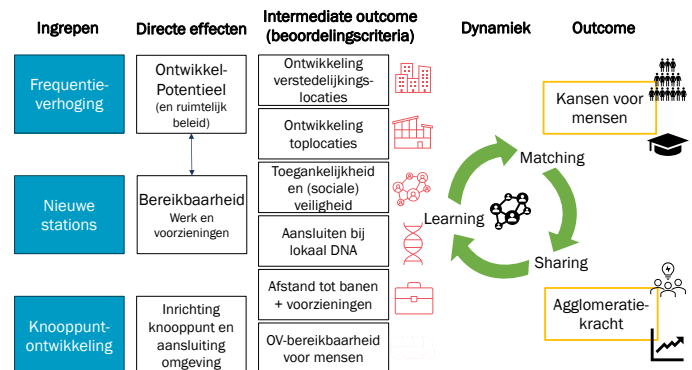 Ingrepen
Directe effecten
Intermediate outcome
(beoordelingscriteria)
Dynamiek
Outcome
Frequentie-
verhoging
Nieuwe
stations
Knooppunt-
ontwikkeling
Ontwikkel-
Potentieel
(en ruimtelijk
beleid)
Bereikbaarheid
Werk en
voorzieningen
Inrichting
knooppunt en
aansluiting
omgeving
Ontwikkeling
verstedelijkings-
locaties
Ontwikkeling
toplocaties
Toegankelijkheid
en (sociale)
veiligheid
Aansluiten bij
lokaal DNA
Afstand tot banen
+ voorzieningen
OV-bereikbaarheid
voor mensen
Matching
Learning
Sharing
Kansen voor
mensen
Agglomeratie-
kracht